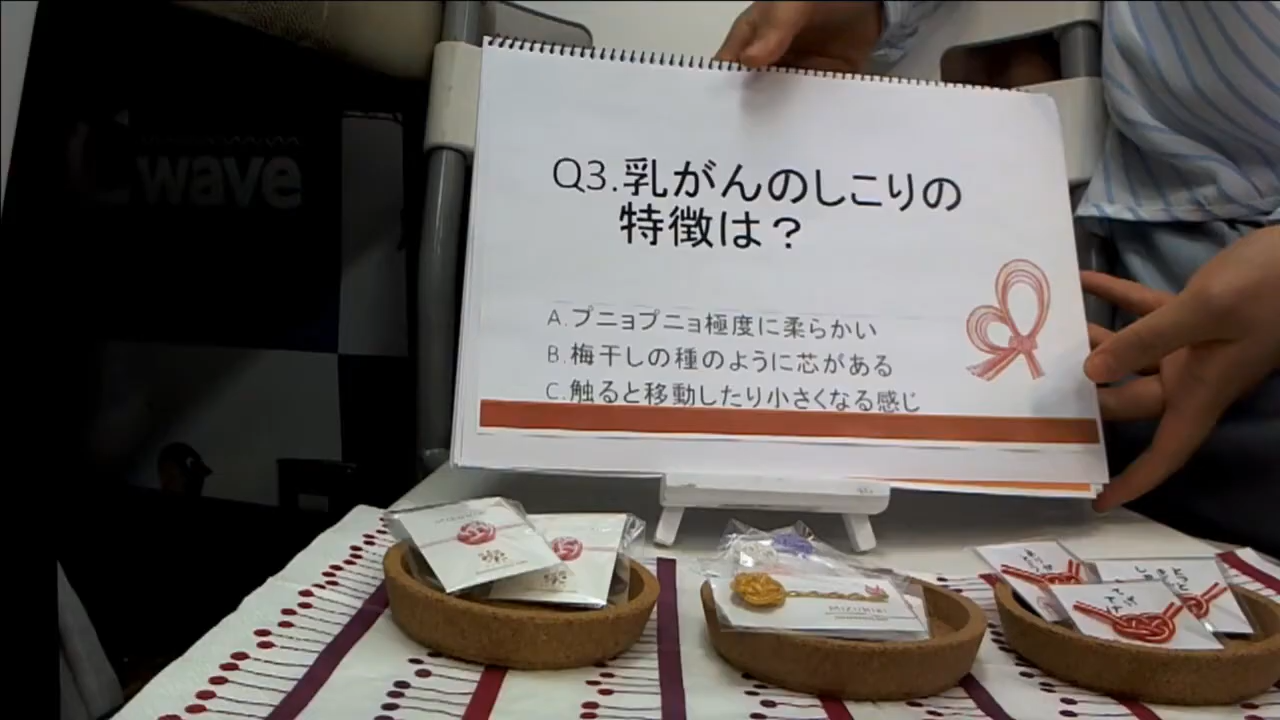 wave
Q3.乳がんのしこりの
特徴は？
A.プニョプニョ極度に柔らかい
B.梅干しの種のように芯がある
C.触ると移動したり小さくなる感じ
MIZUHIKI